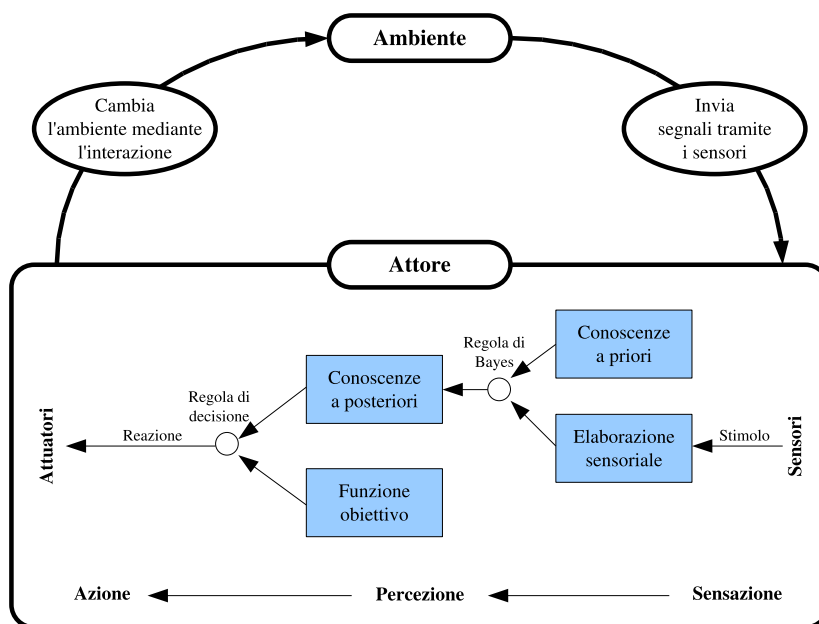 Ambiente
Cambia
l'ambiente mediante
l'interazione
Invia
segnali tramite
i sensori
Attore
Conoscenze
a priori
Regola di
Bayes
Conoscenze
a posteriori
Regola di
decisione
Attuatori
Reazione
Elaborazione
sensoriale
Stimolo
Sensori
Funzione
obiettivo
Azione
Percezione
Sensazione